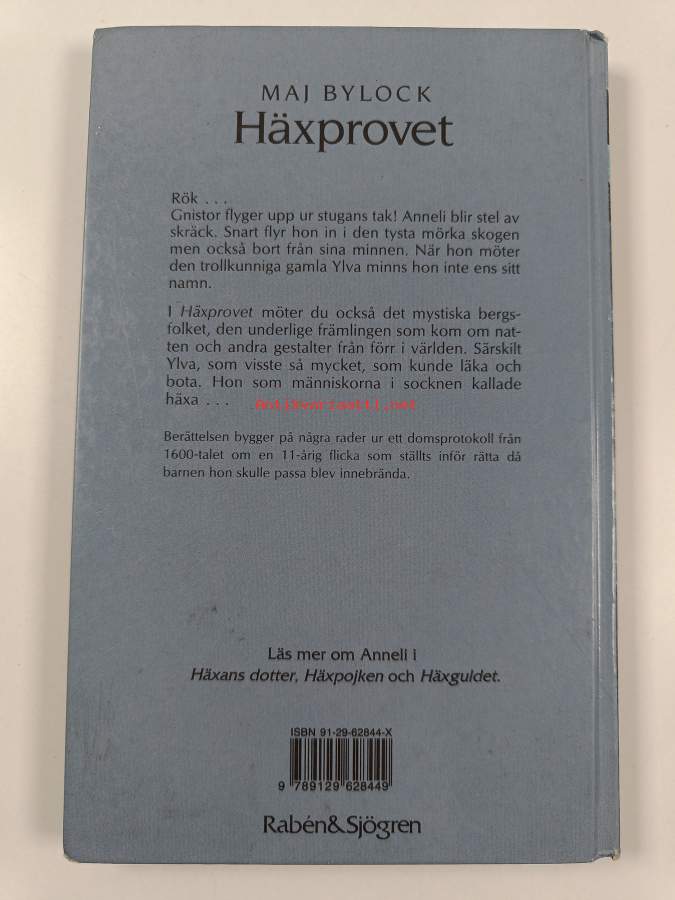 MAJ BYLOCK
Häxprovet
Rök . . .
Gnistor flyger upp ur stugans tak! Anneli blir stel av
skräck. Snart flyr hon in i den tysta mörka skogen
men också bort från sina minnen. När hon möter
den trollkunniga gamla Ylva minns hon inte ens sitt
namn.
I Häxprovet möter du också det mystiska bergs-
folket, den underlige främlingen som kom om nat-
ten och andra gestalter från förr i världen. Särskilt
Ylva, som visste så mycket, som kunde läka och
bota. Hon som människorna i socknen kallade
häxa . . .
Antikvariaatti.net
Berättelsen bygger på några rader ur ett domsprotokoll från
1600-talet om en 11-årig flicka som ställts inför rätta då
barnen hon skulle passa blev innebrända.
Läs mer om Anneli i
Häxans dotter, Häxpojken och Häxguldet.
ISBN 91-29-62844-X
9 789129 628449
Rabén&Sjögren